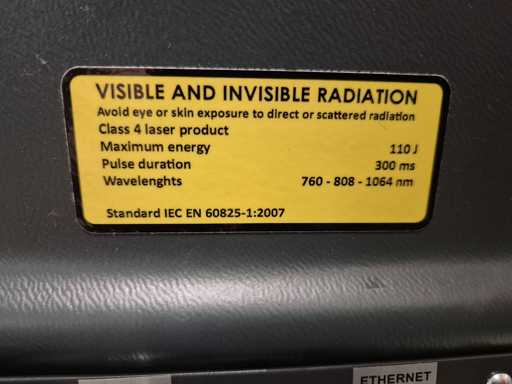 VISIBLE AND INVISIBLE RADIATION
Avoid eye or skin exposure to direct or scattered radiation
Class 4 laser product
Maximum energy 110 J
Pulse duration 300 ms
Wavelenghts 760 - 808 - 1064 nm
Standard IEC EN 60825-1:2007
ETHERNET